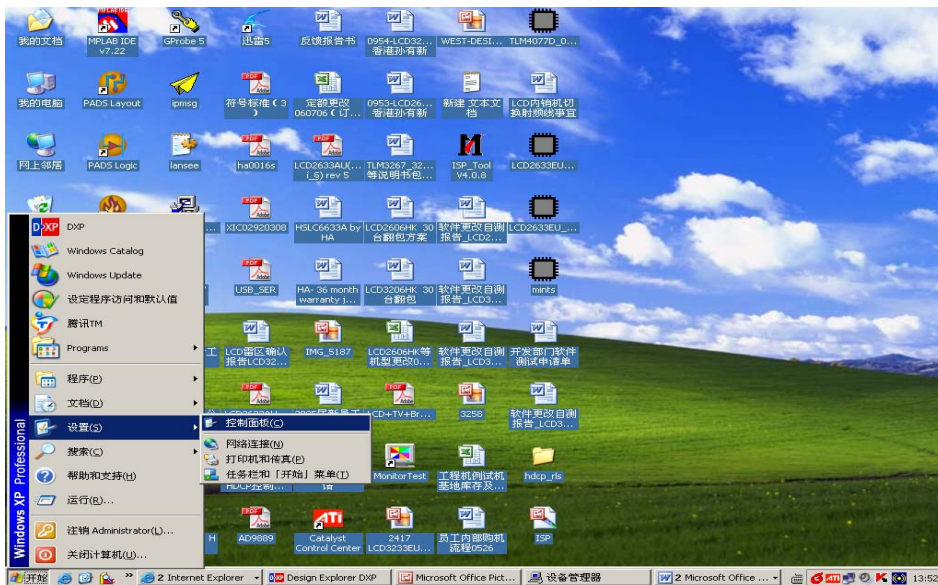 我的文档
MPLAB IDE
v7.22
GProbe 5
迅雷5
反馈报告书
0954-LCD32...
香港孙有新
WEST-DESI...
TLM4077D_0...
我的电脑
PADS Layout
ipmsg
符号标准(3
)
定额更改
060706(订...
0953-LCD26...
香港孙有新
新建 文本文
档
LCD内销机切
换射频线事宜
网上邻居
PADS Logic
lansee
ha0016s
LCD2633AU(...
i_S) rev 5
TLM3267_32...
等说明书包...
ISP_Tool
V4.0.8
LCD2633EU...
XIC02920308
HSLC6633A by
HA
LCD2606HK 30
台翻包方案
软件更改自测
报告_LCD2...
LCD2633EU_...
USB_SER
HA- 36 month
warranty j...
LCD3206HK 30
台翻包
软件更改自测
报告_LCD3...
mints
工
LCD雷区确认
报告LCD32...
IMG_5187
LCD2606HK等
机型更改0...
软件更改自测
报告_LCD3...
开发部门软件
测试申请单
CD+TV+Br...
3258
软件更改自测
报告_LCD3...
MonitorTest
工程机例试机
基地库存及...
hdcp_rls
H
AD9889
Catalyst
Control Center
2417
LCD3233EU...
员工内部购机
流程0526
ISP
DXP
DXP
Windows Catalog
Windows Update
设定程序访问和默认值
腾讯TM
Programs
程序(P)
文档(D)
设置(S)
搜索(C)
帮助和支持(H)
运行(R)...
注销 Administrator(L)...
关闭计算机(U)...
Windows XP Professional
控制面板(C)
网络连接(N)
打印机和传真(P)
任务栏和「开始」菜单(T)
开始
2 Internet Explorer
Design Explorer DXP
Microsoft Office Pict...
设备管理器
2 Microsoft Office ...
13:52